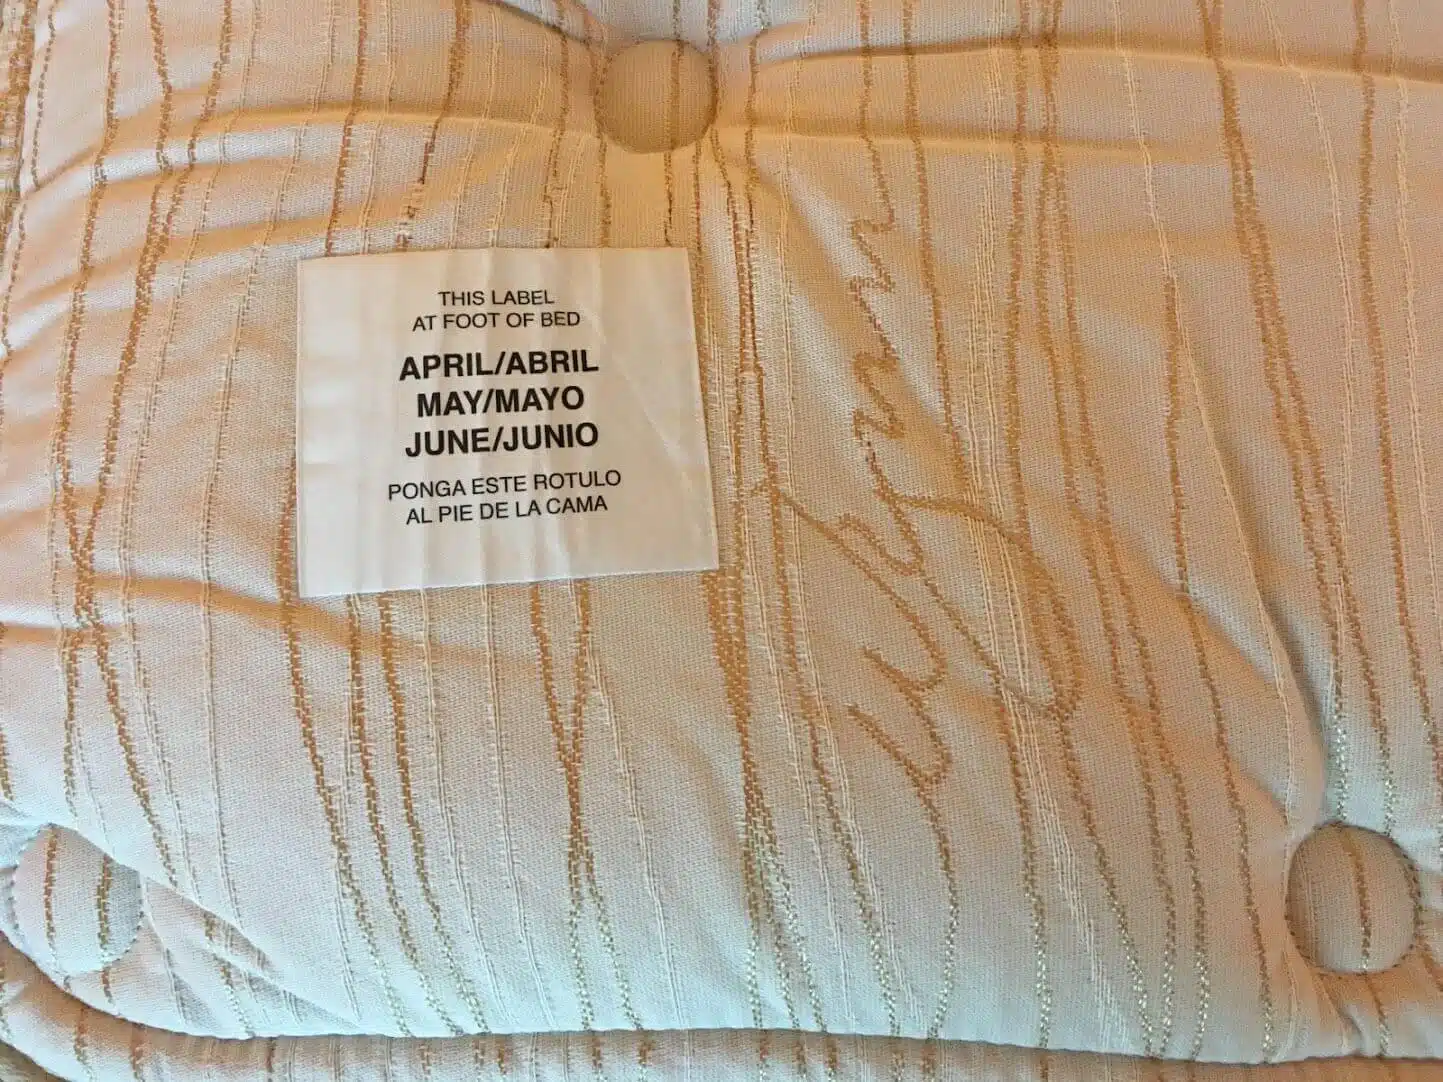 THIS LABEL
AT FOOT OF BED
APRIL/ABRIL
MAY/MAYO
JUNE/JUNIO
PONGA ESTE ROTULO
AL PIE DE LA CAMA